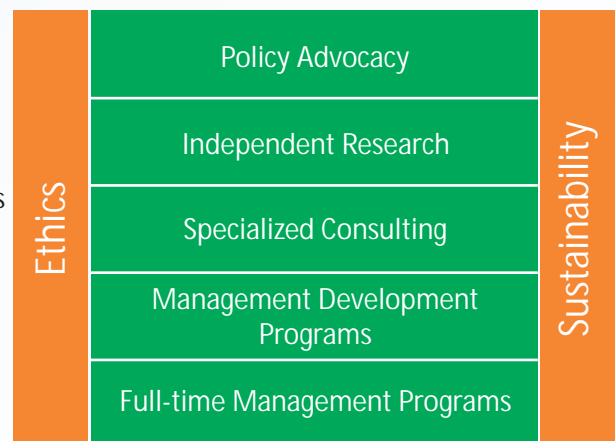 Policy Advocacy
Independent Research
s
Ethics
Specialized Consulting
Sustainability
Management Development
Programs
Full-time Management Programs